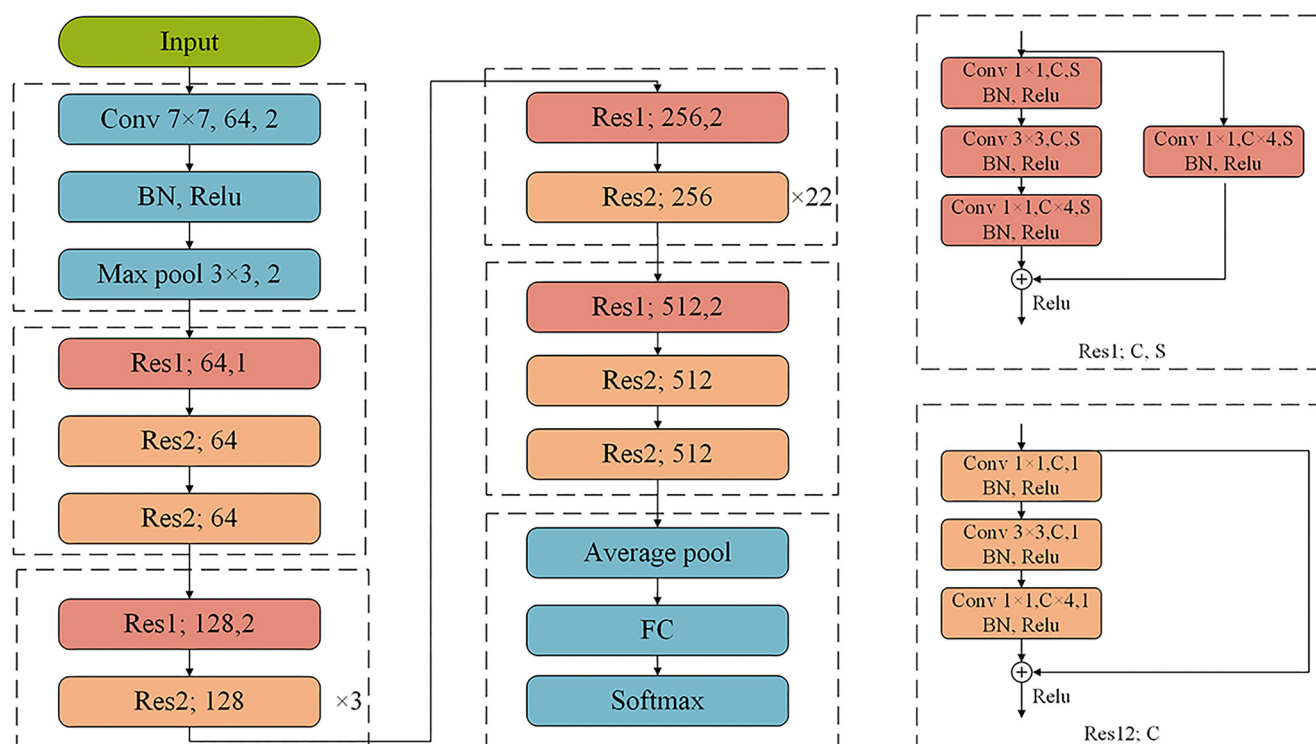 Input
Conv 7×7, 64, 2
BN, Relu
Max pool 3×3, 2
Res1; 64,1
Res2; 64
Res2; 64
Res1; 128,2
Res2; 128
×3
Res1; 256,2
Res2; 256
×22
Res1; 512,2
Res2; 512
Res2; 512
Average pool
FC
Softmax
Conv 1×1,C,S
BN, Relu
Conv 3×3,C,S
BN, Relu
Conv 1×1,C×4,S
BN, Relu
Conv 1×1,C×4,S
BN, Relu
Relu
Res1; C, S
Conv 1×1,C,1
BN, Relu
Conv 3×3,C,1
BN, Relu
Conv 1×1,C×4,1
BN, Relu
Relu
Res12; C